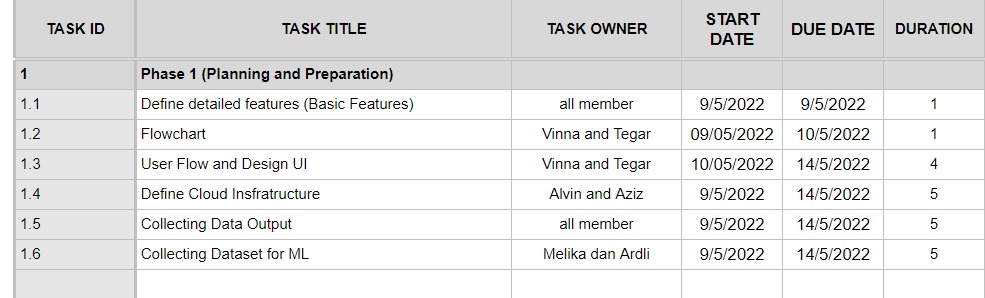 TASK ID TASK TITLE TASK OWNER START DATE DUE DATE DURATION
1 Phase 1 (Planning and Preparation)
1.1 Define detailed features (Basic Features) all member 9/5/2022 9/5/2022 1
1.2 Flowchart Vinna and Tegar 09/05/2022 10/5/2022 1
1.3 User Flow and Design UI Vinna and Tegar 10/05/2022 14/5/2022 4
1.4 Define Cloud Insfratructure Alvin and Aziz 9/5/2022 14/5/2022 5
1.5 Collecting Data Output all member 9/5/2022 14/5/2022 5
1.6 Collecting Dataset for ML Melika dan Ardli 9/5/2022 14/5/2022 5